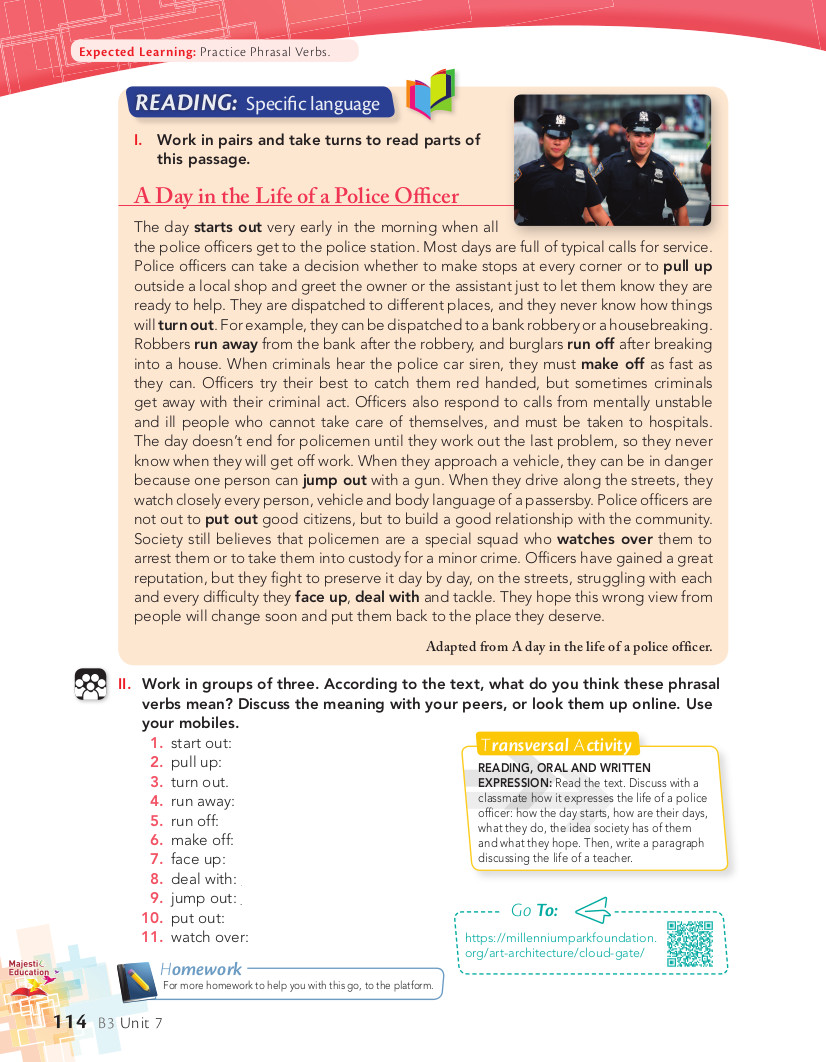 Expected Learning: Practice Phrasal Verbs.
READING: Specific language
I. Work in pairs and take turns to read parts of
this passage.
A Day in the Life of a Police Officer
The day starts out very early in the morning when all
the police officers get to the police station. Most days are full of typical calls for service.
Police officers can take a decision whether to make stops at every corner or to pull up
outside a local shop and greet the owner or the assistant just to let them know they are
ready to help. They are dispatched to different places, and they never know how things
will turn out. For example, they can be dispatched to a bank robbery or a housebreaking.
Robbers run away from the bank after the robbery, and burglars run off after breaking
into a house. When criminals hear the police car siren, they must make off as fast as
they can. Officers try their best to catch them red handed, but sometimes criminals
get away with their criminal act. Officers also respond to calls from mentally unstable
and ill people who cannot take care of themselves, and must be taken to hospitals.
The day doesn't end for policemen until they work out the last problem, so they never
know when they will get off work. When they approach a vehicle, they can be in danger
because one person can jump out with a gun. When they drive along the streets, they
watch closely every person, vehicle and body language of a passersby. Police officers are
not out to put out good citizens, but to build a good relationship with the community.
Society still believes that policemen are a special squad who watches over them to
arrest them or to take them into custody for a minor crime. Officers have gained a great
reputation, but they fight to preserve it day by day, on the streets, struggling with each
and every difficulty they face up, deal with and tackle. They hope this wrong view from
people will change soon and put them back to the place they deserve.
Adapted from A day in the life of a police officer.
II. Work in groups of three. According to the text, what do you think these phrasal
verbs mean? Discuss the meaning with your peers, or look them up online. Use
your mobiles.
1. start out:
2. pull up:
3. turn out.
4. run away:
5. run off:
6. make off:
7. face up:
8. deal with:
9. jump out:
10. put out:
11. watch over:
Transversal Activity
READING, ORAL AND WRITTEN
EXPRESSION: Read the text. Discuss with a
classmate how it expresses the life of a police
officer: how the day starts, how are their days,
what they do, the idea society has of them
and what they hope. Then, write a paragraph
discussing the life of a teacher.
Go To:
https://millenniumparkfoundation.
org/art-architecture/cloud-gate/
Homework
For more homework to help you with this go, to the platform.
Majestic
Education
114 B3 Unit 7